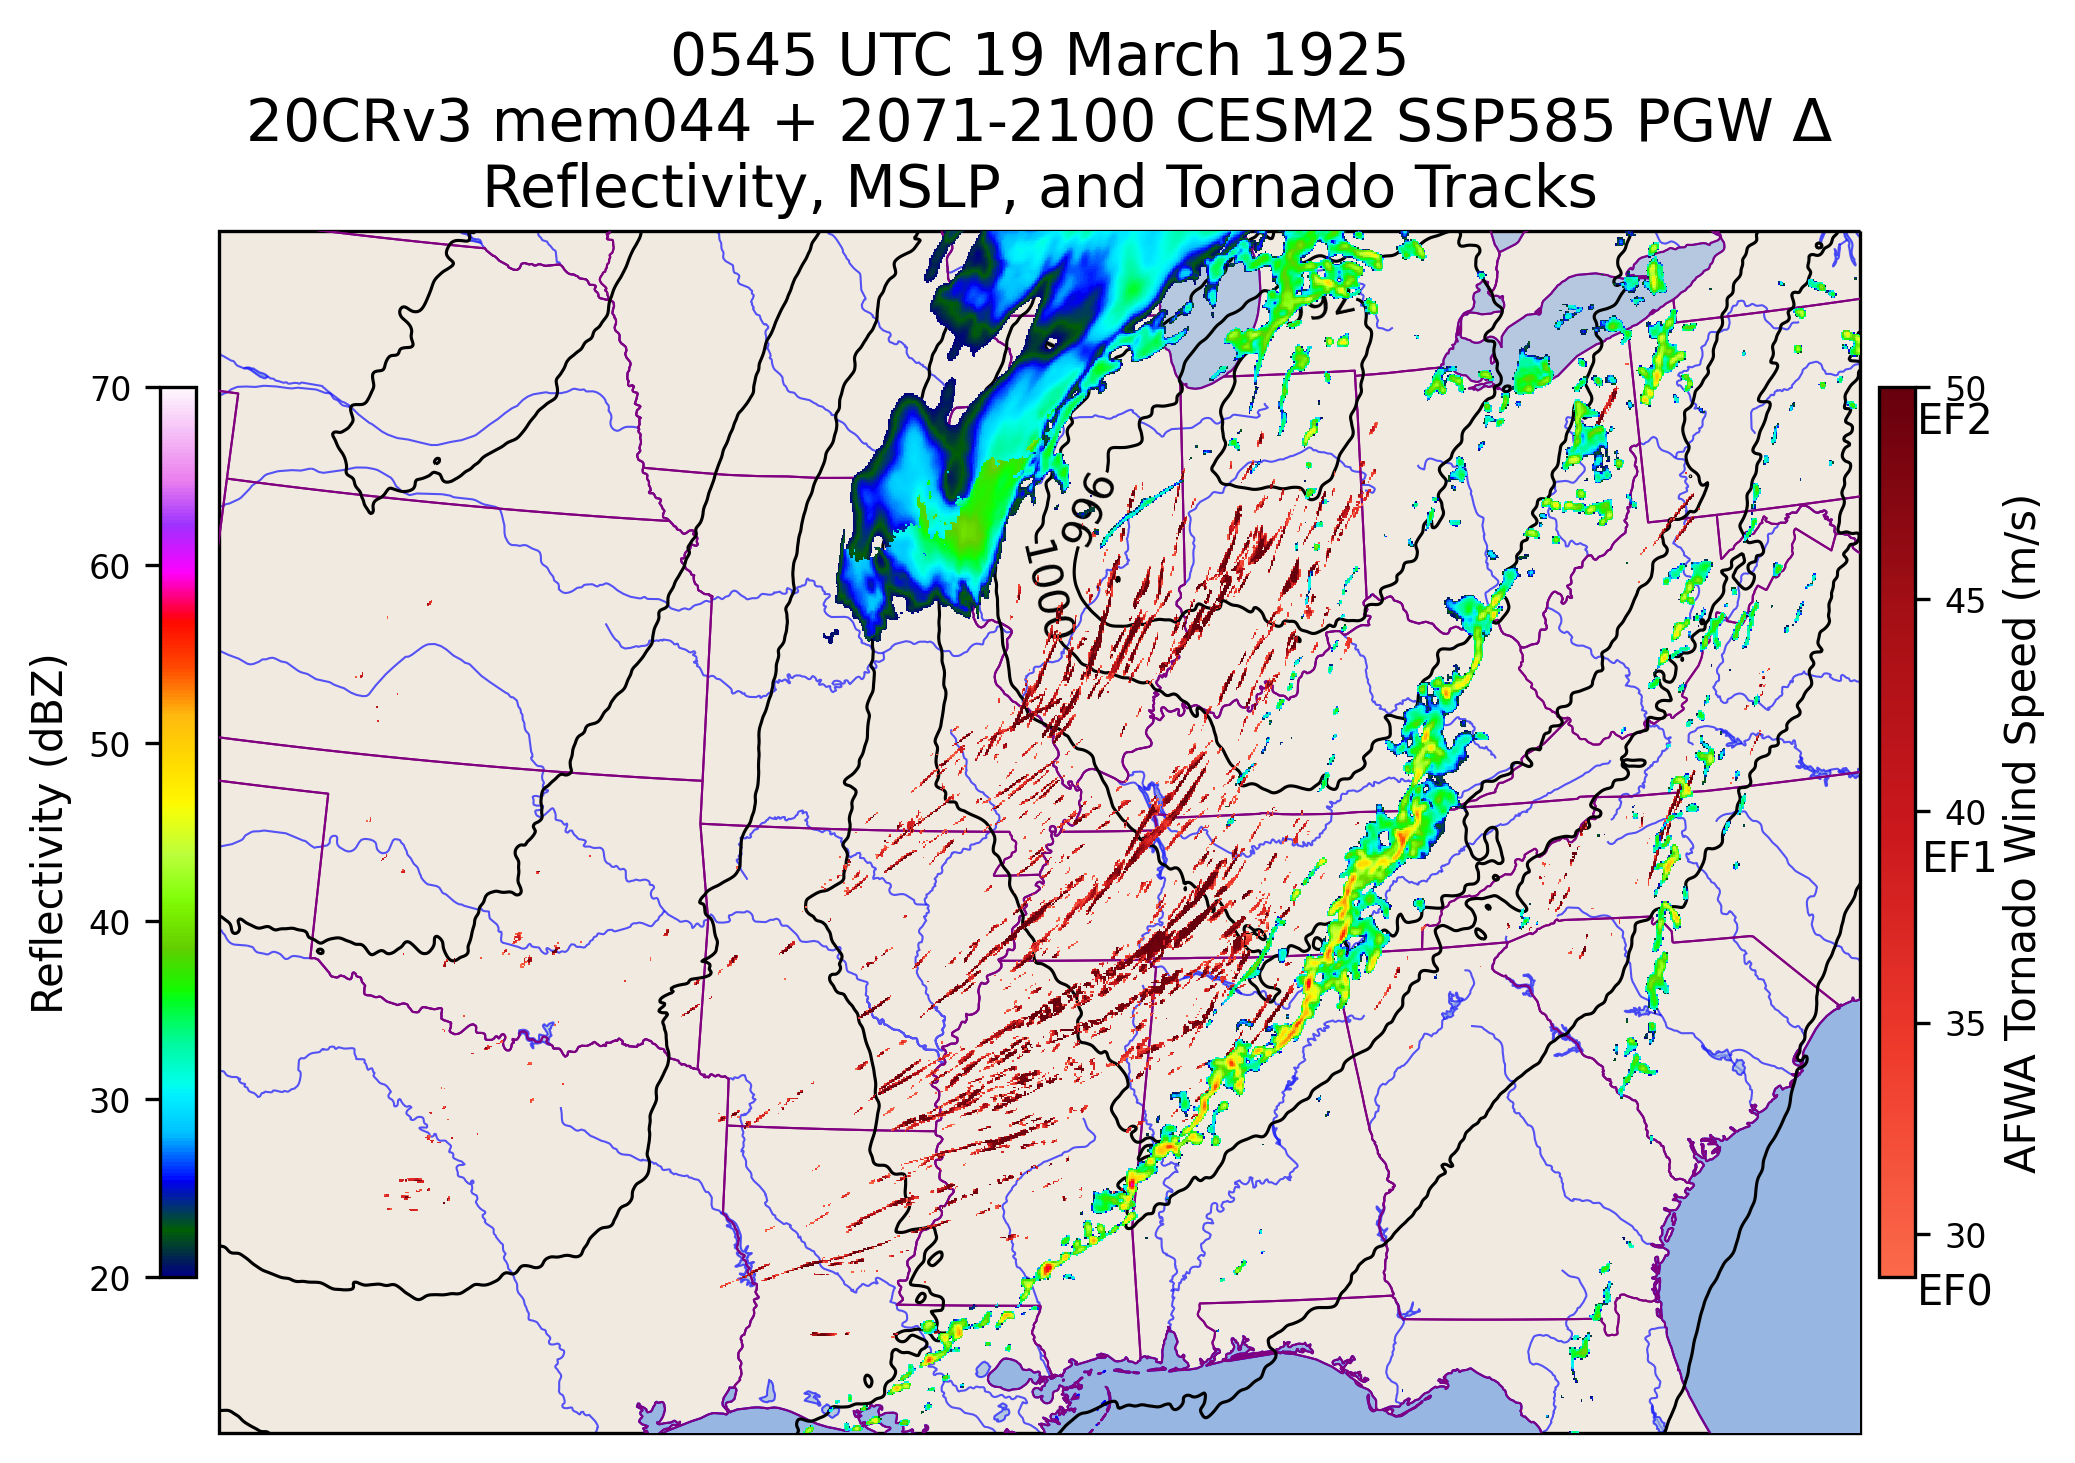 0545 UTC 19 March 1925
20CRv3 mem044 + 2071-2100 CESM2 SSP585 PGW Δ
Reflectivity, MSLP, and Tornado Tracks
Reflectivity (dBZ)
70
60
50
40
30
20
996
1000
50
EF2
45
40
EF1
35
30
EF0
AFWA Tornado Wind Speed (m/s)